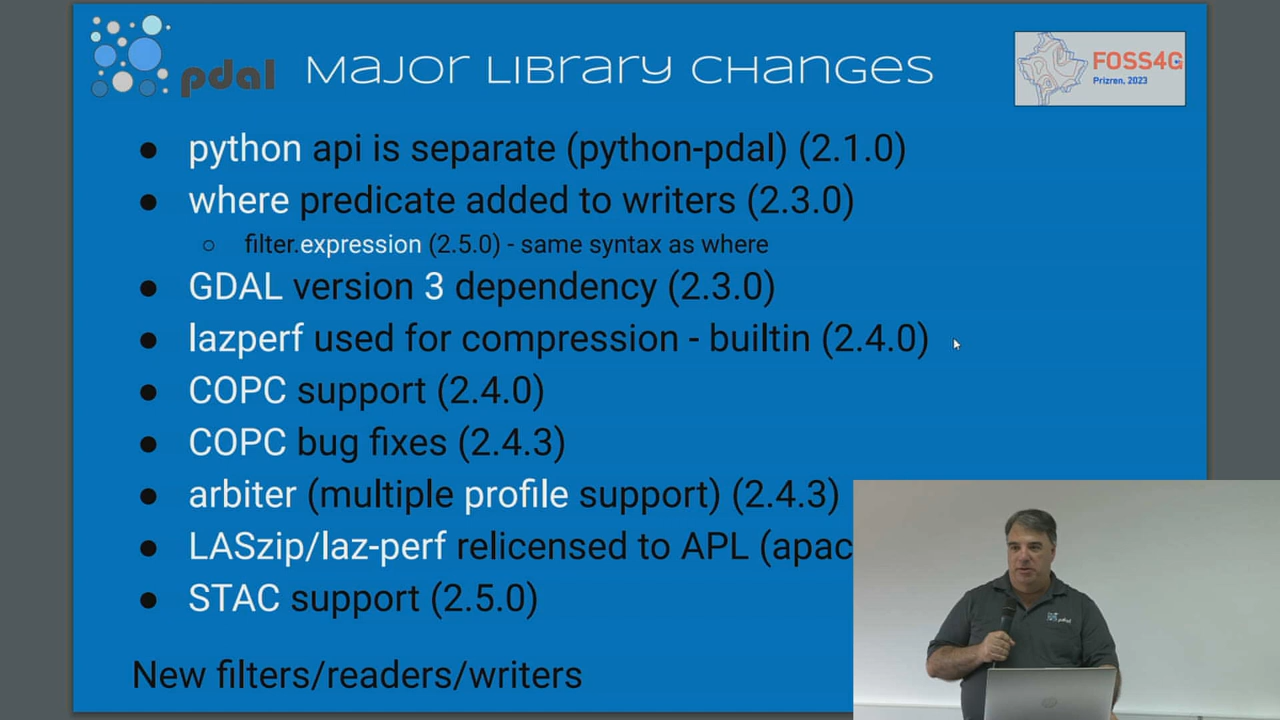 pdal
Major Library Changes
FOSS4G
Prizren, 2023
● python api is separate (python-pdal) (2.1.0)
● where predicate added to writers (2.3.0)
○ filter.expression (2.5.0) - same syntax as where
● GDAL version 3 dependency (2.3.0)
● lazperf used for compression - builtin (2.4.0)
● COPC support (2.4.0)
● COPC bug fixes (2.4.3)
● arbiter (multiple profile support) (2.4.3)
● LASzip/laz-perf relicensed to APL (apac
● STAC support (2.5.0)
New filters/readers/writers
pdal